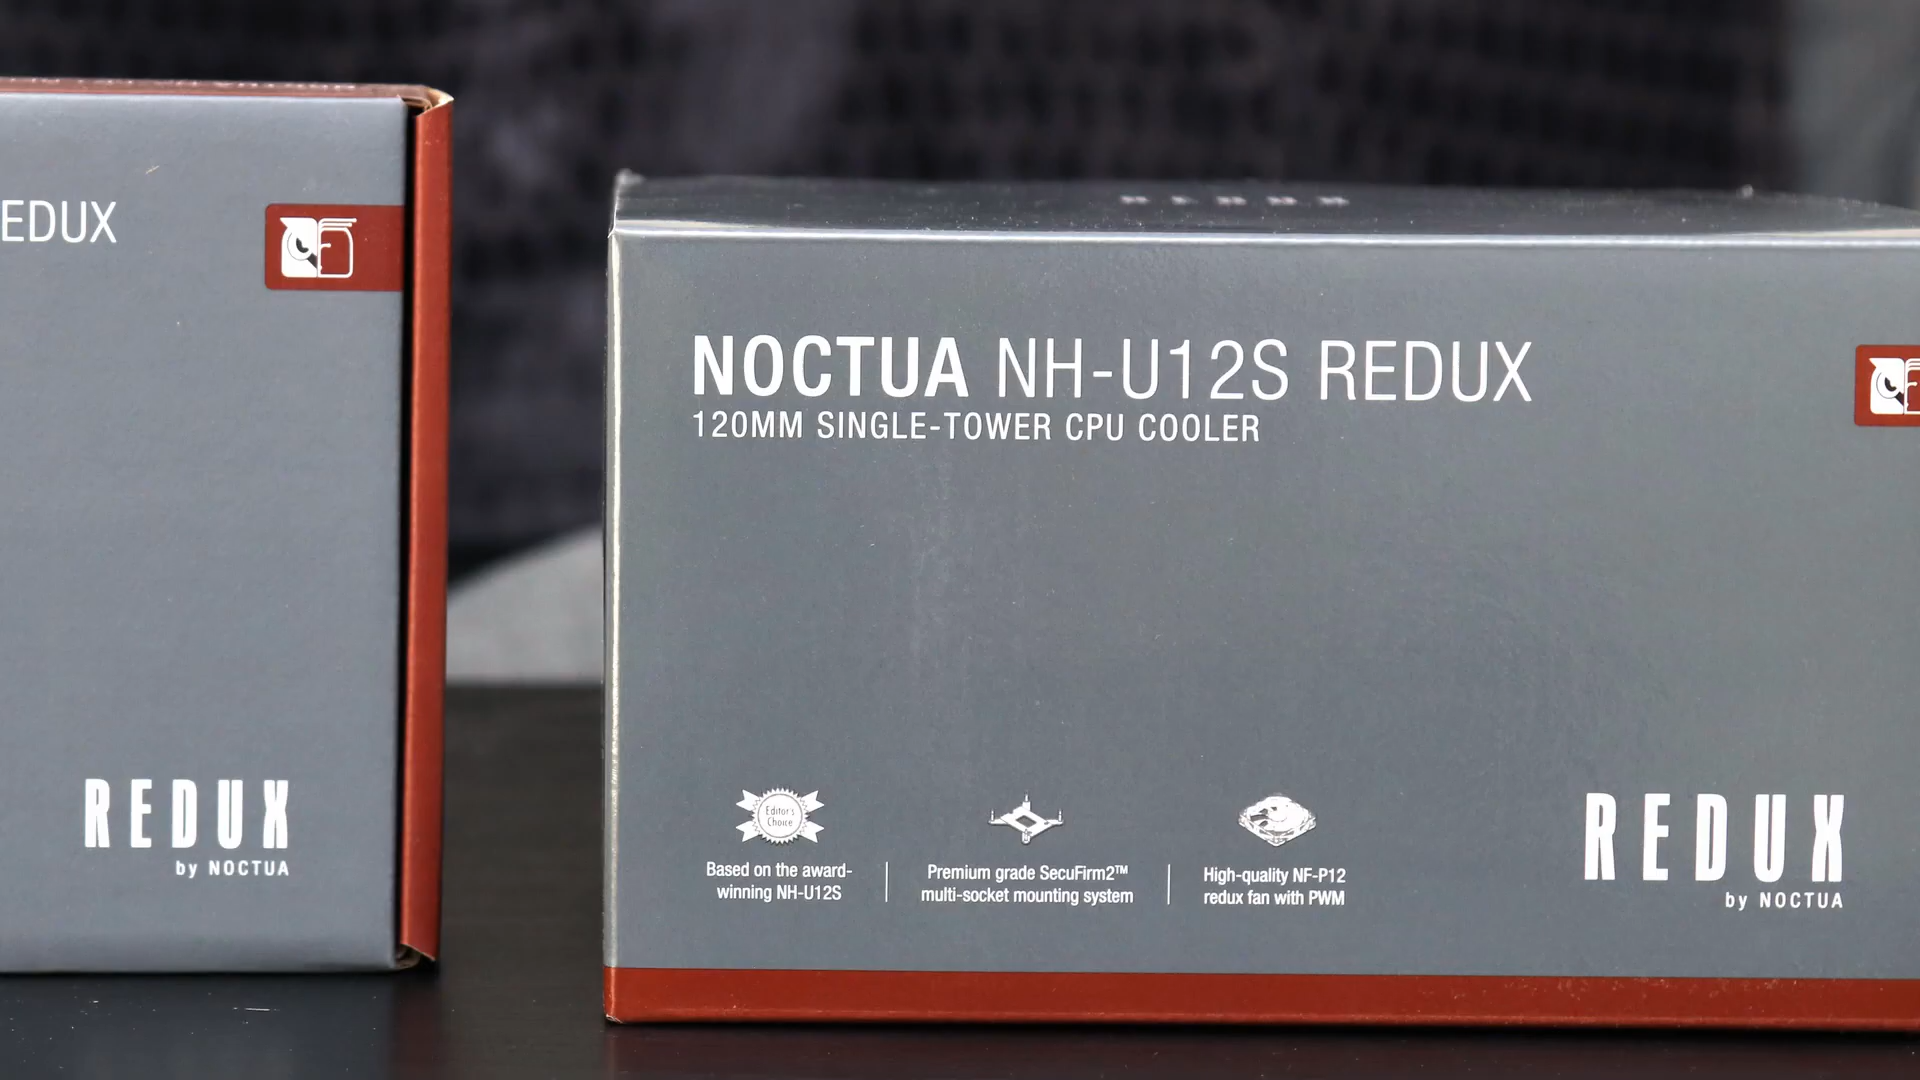 EDUX
REDUX
by NOCTUA
REDUX
NOCTUA NH-U12S REDUX
120MM SINGLE-TOWER CPU COOLER
Editor's
Choice
Based on the award-
winning NH-U12S
Premium grade SecuFirm2™
multi-socket mounting system
High-quality NF-P12
redux fan with PWM
REDUX
by NOCTUA